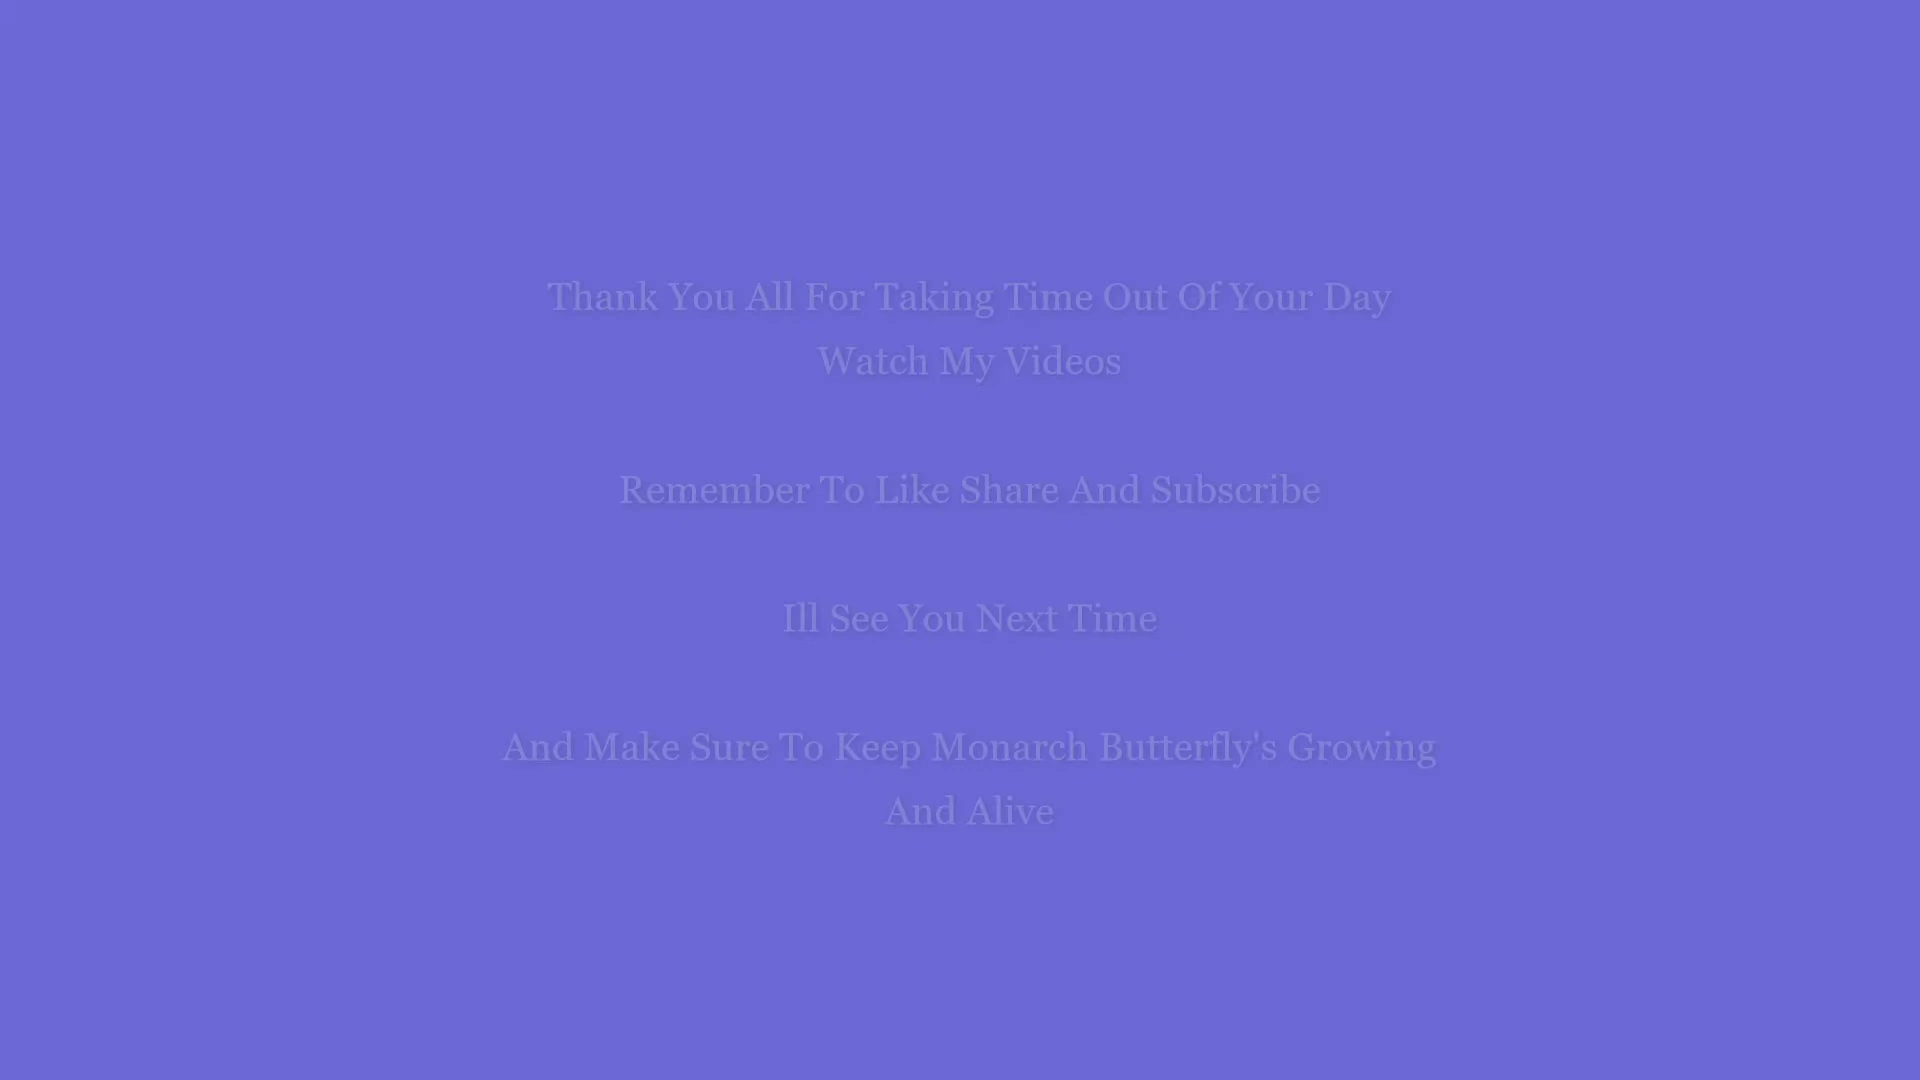 Thank You All For Taking Time Out Of Your Day
Watch My Videos
Remember To Like Share And Subscribe
Ill See You Next Time
And Make Sure To Keep Monarch Butterfly's Growing
And Alive